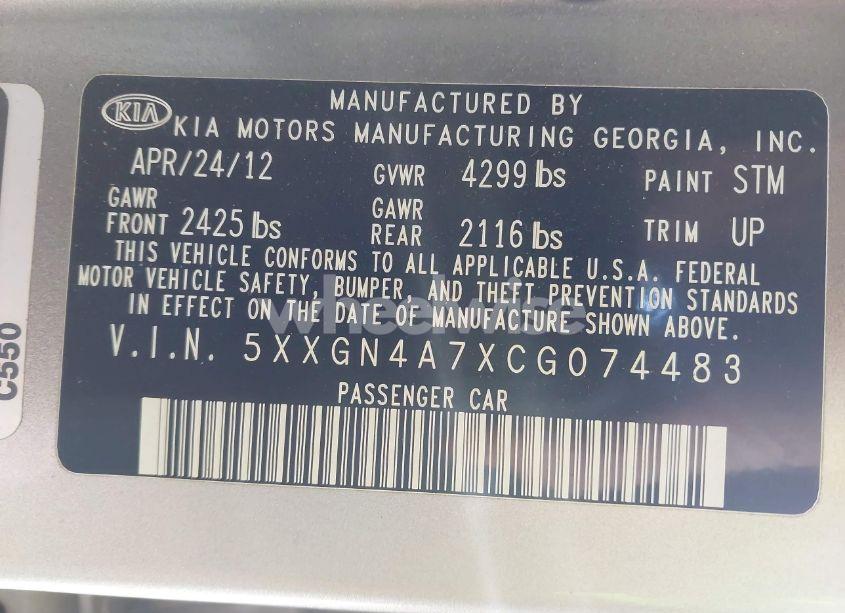 KIA
MANUFACTURED BY
KIA MOTORS MANUFACTURING GEORGIA, INC.
APR/24/12 GVWR 4299 lbs PAINT STM
GAWR FRONT 2425 lbs GAWR REAR 2116 lbs TRIM UP
THIS VEHICLE CONFORMS TO ALL APPLICABLE U.S.A. FEDERAL
MOTOR VEHICLE SAFETY, BUMPER, AND THEFT PREVENTION STANDARDS
IN EFFECT ON THE DATE OF MANUFACTURE SHOWN ABOVE.
V.I.N. 5XXGN4A7XCG074483
PASSENGER CAR
C550
wheelwise